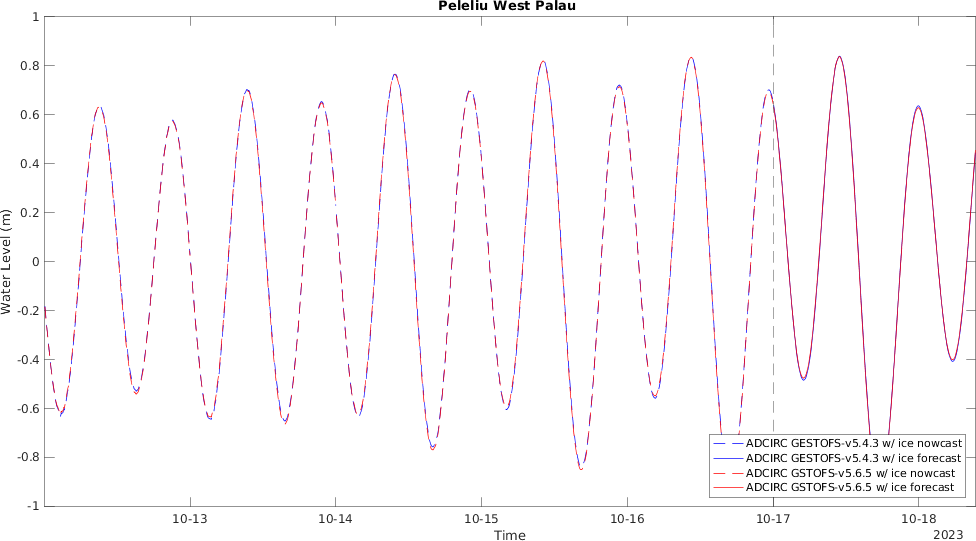 Peleliu West Palau
1
0.8
0.6
0.4
0.2
0
-0.2
-0.4
-0.6
-0.8
-1
Water Level (m)
ADCIRC GESTOFS-v5.4.3 w/ ice nowcast
ADCIRC GESTOFS-v5.4.3 w/ ice forecast
ADCIRC GSTOFS-v5.6.5 w/ ice nowcast
ADCIRC GSTOFS-v5.6.5 w/ ice forecast
10-13 10-14 10-15 10-16 10-17 10-18
Time
2023